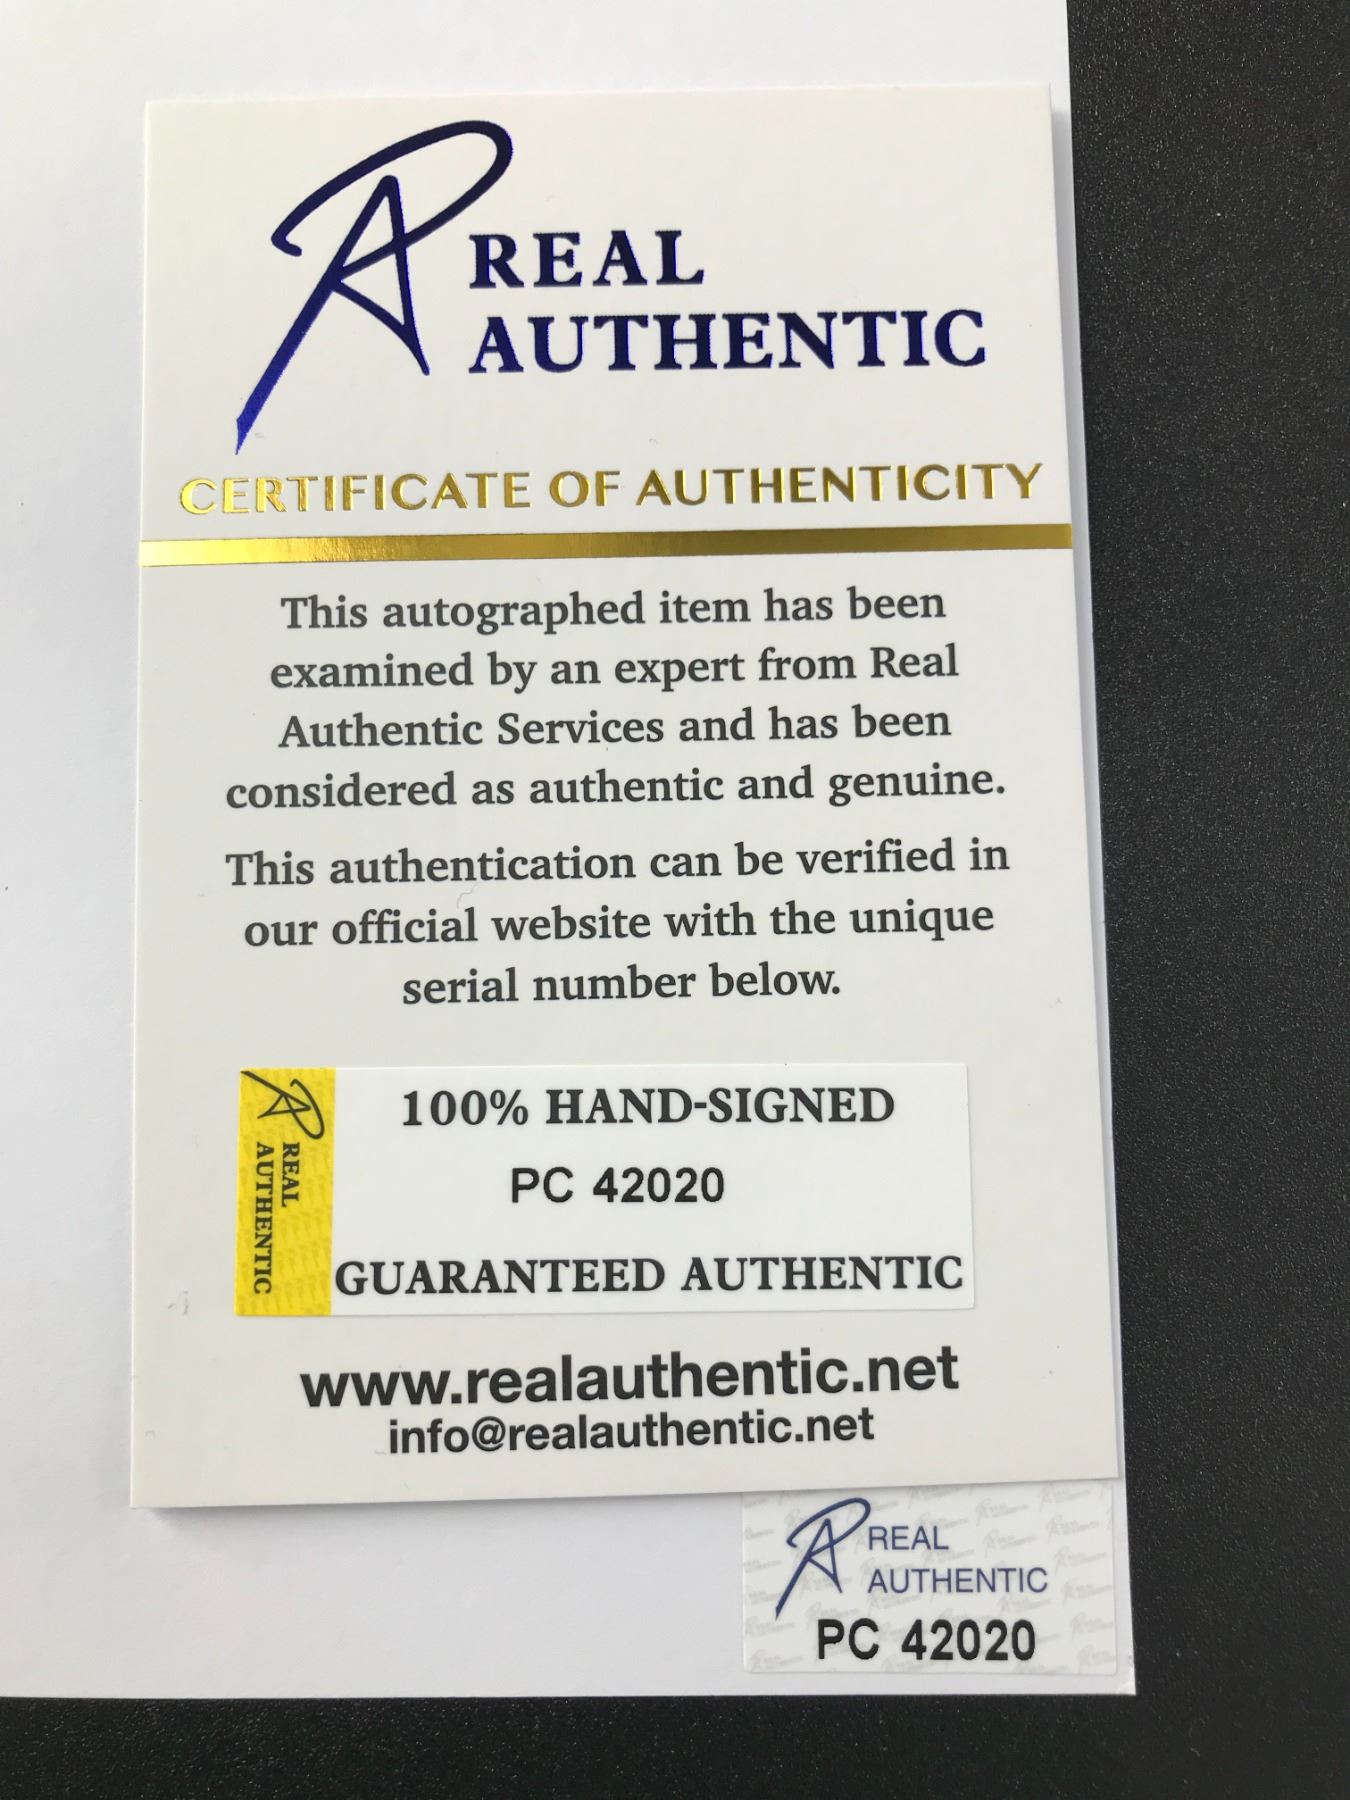 REAL
AUTHENTIC
CERTIFICATE OF AUTHENTICITY
This autographed item has been
examined by an expert from Real
Authentic Services and has been
considered as authentic and genuine.
This authentication can be verified in
our official website with the unique
serial number below.
REAL
AUTHENTIC
100% HAND-SIGNED
PC 42020
GUARANTEED AUTHENTIC
www.realauthentic.net
info@realauthentic.net
REAL
AUTHENTIC
PC 42020